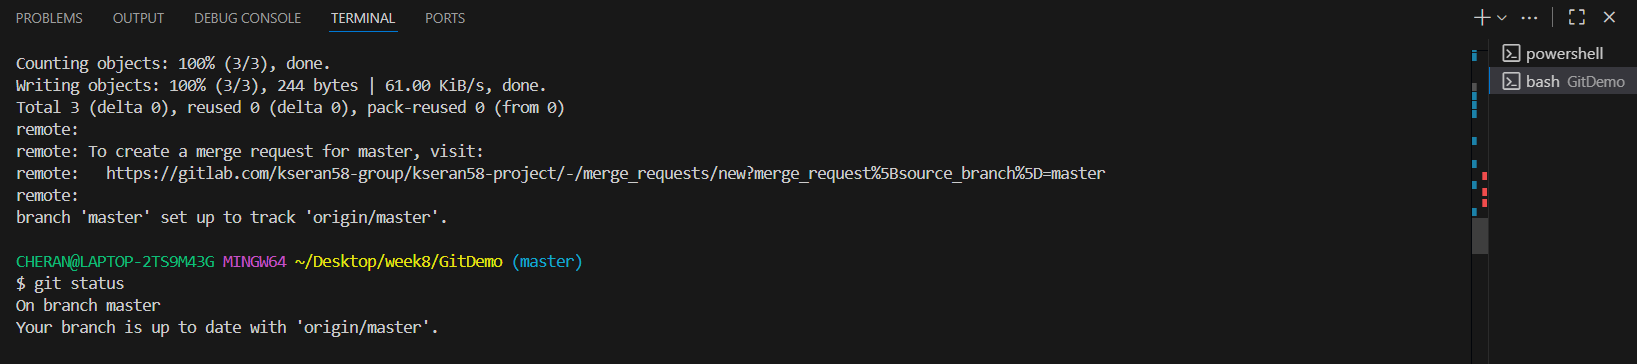 PROBLEMS OUTPUT DEBUG CONSOLE TERMINAL PORTS
powershell
bash GitDemo
Counting objects: 100% (3/3), done.
Writing objects: 100% (3/3), 244 bytes | 61.00 KiB/s, done.
Total 3 (delta 0), reused 0 (delta 0), pack-reused 0 (from 0)
remote:
remote: To create a merge request for master, visit:
remote:   https://gitlab.com/kseran58-group/kseran58-project/-/merge_requests/new?merge_request%5Bsource_branch%5D=master
remote:
branch 'master' set up to track 'origin/master'.
CHERAN@LAPTOP-2TS9M43G MINGW64 ~/Desktop/week8/GitDemo (master)
$ git status
On branch master
Your branch is up to date with 'origin/master'.